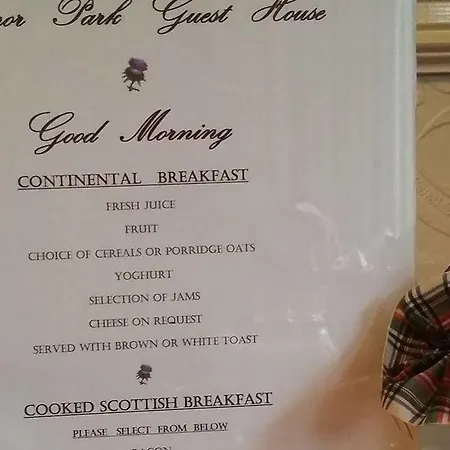 Park Guest House
Good Morning
CONTINENTAL BREAKFAST
FRESH JUICE
FRUIT
CHOICE OF CEREALS OR PORRIDGE OATS
YOGHURT
SELECTION OF JAMS
CHEESE ON REQUEST
SERVED WITH BROWN OR WHITE TOAST
COOKED SCOTTISH BREAKFAST
PLEASE SELECT FROM BELOW
BACON